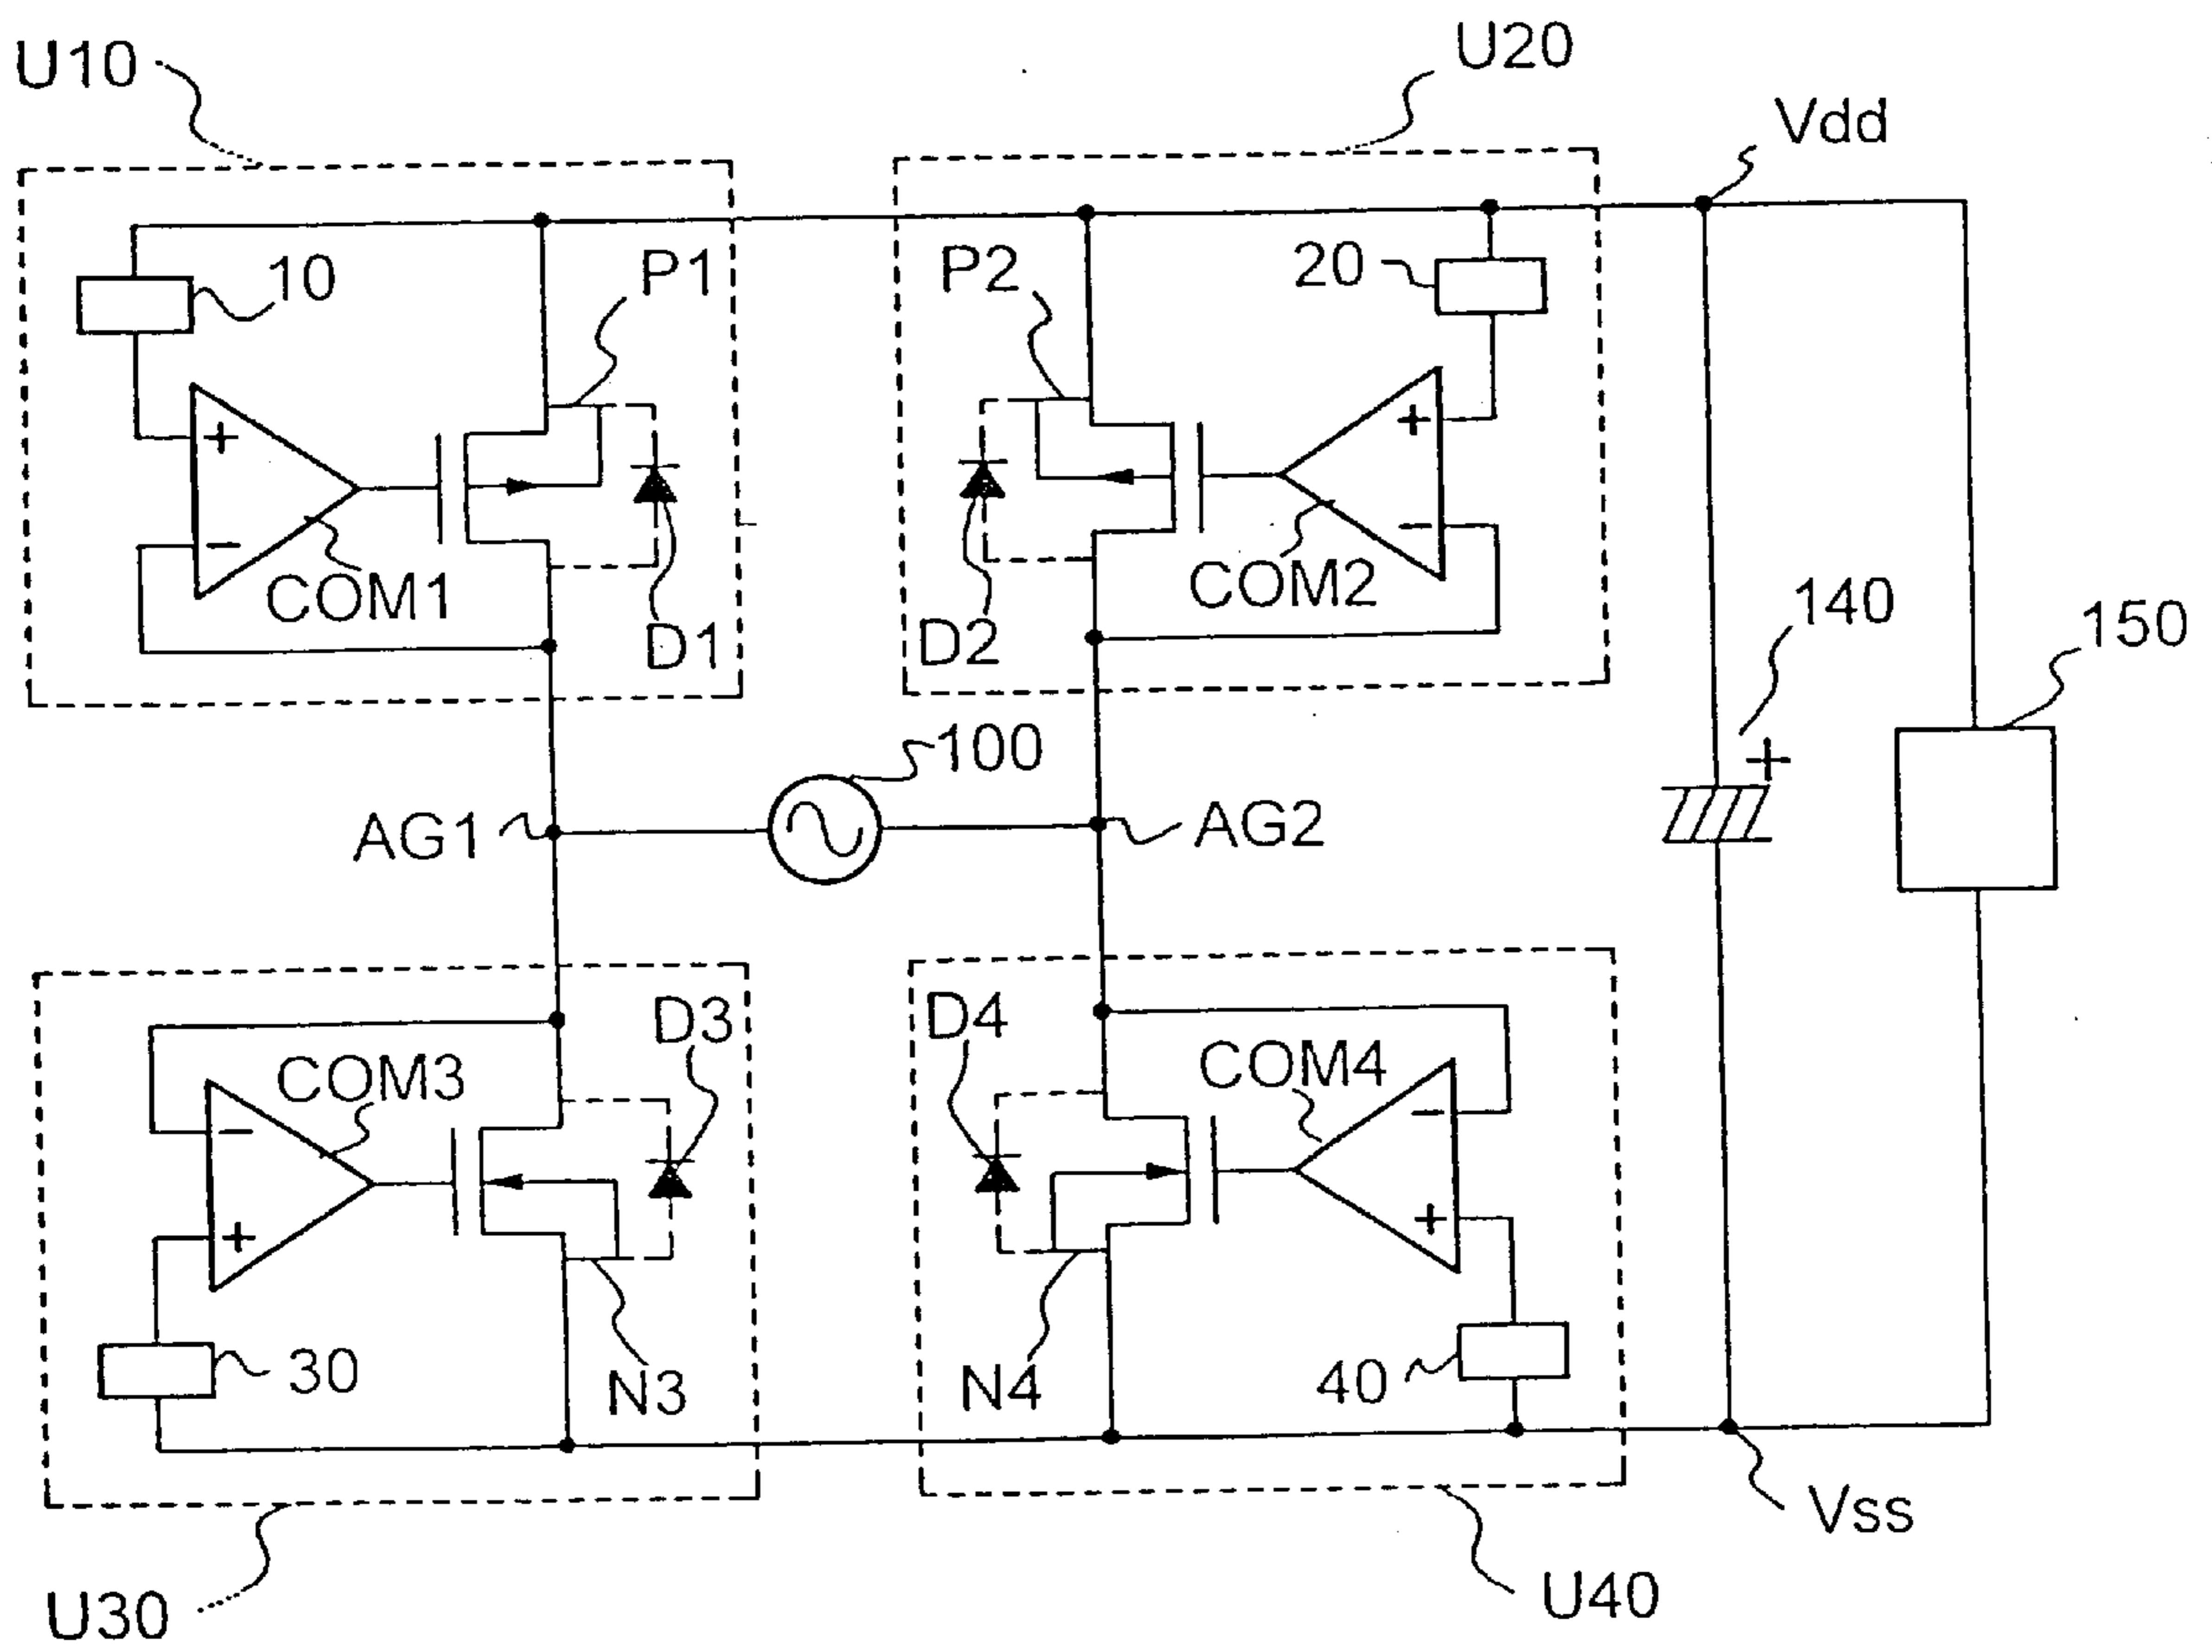 U10
U20
Vdd
10
P1
P2
20
+
+
−
−
COM1
COM2
D1
D2
140
150
+
100
AG1
AG2
D3
D4
COM3
COM4
−
−
+
+
30
N3
N4
40
Vss
U30
U40